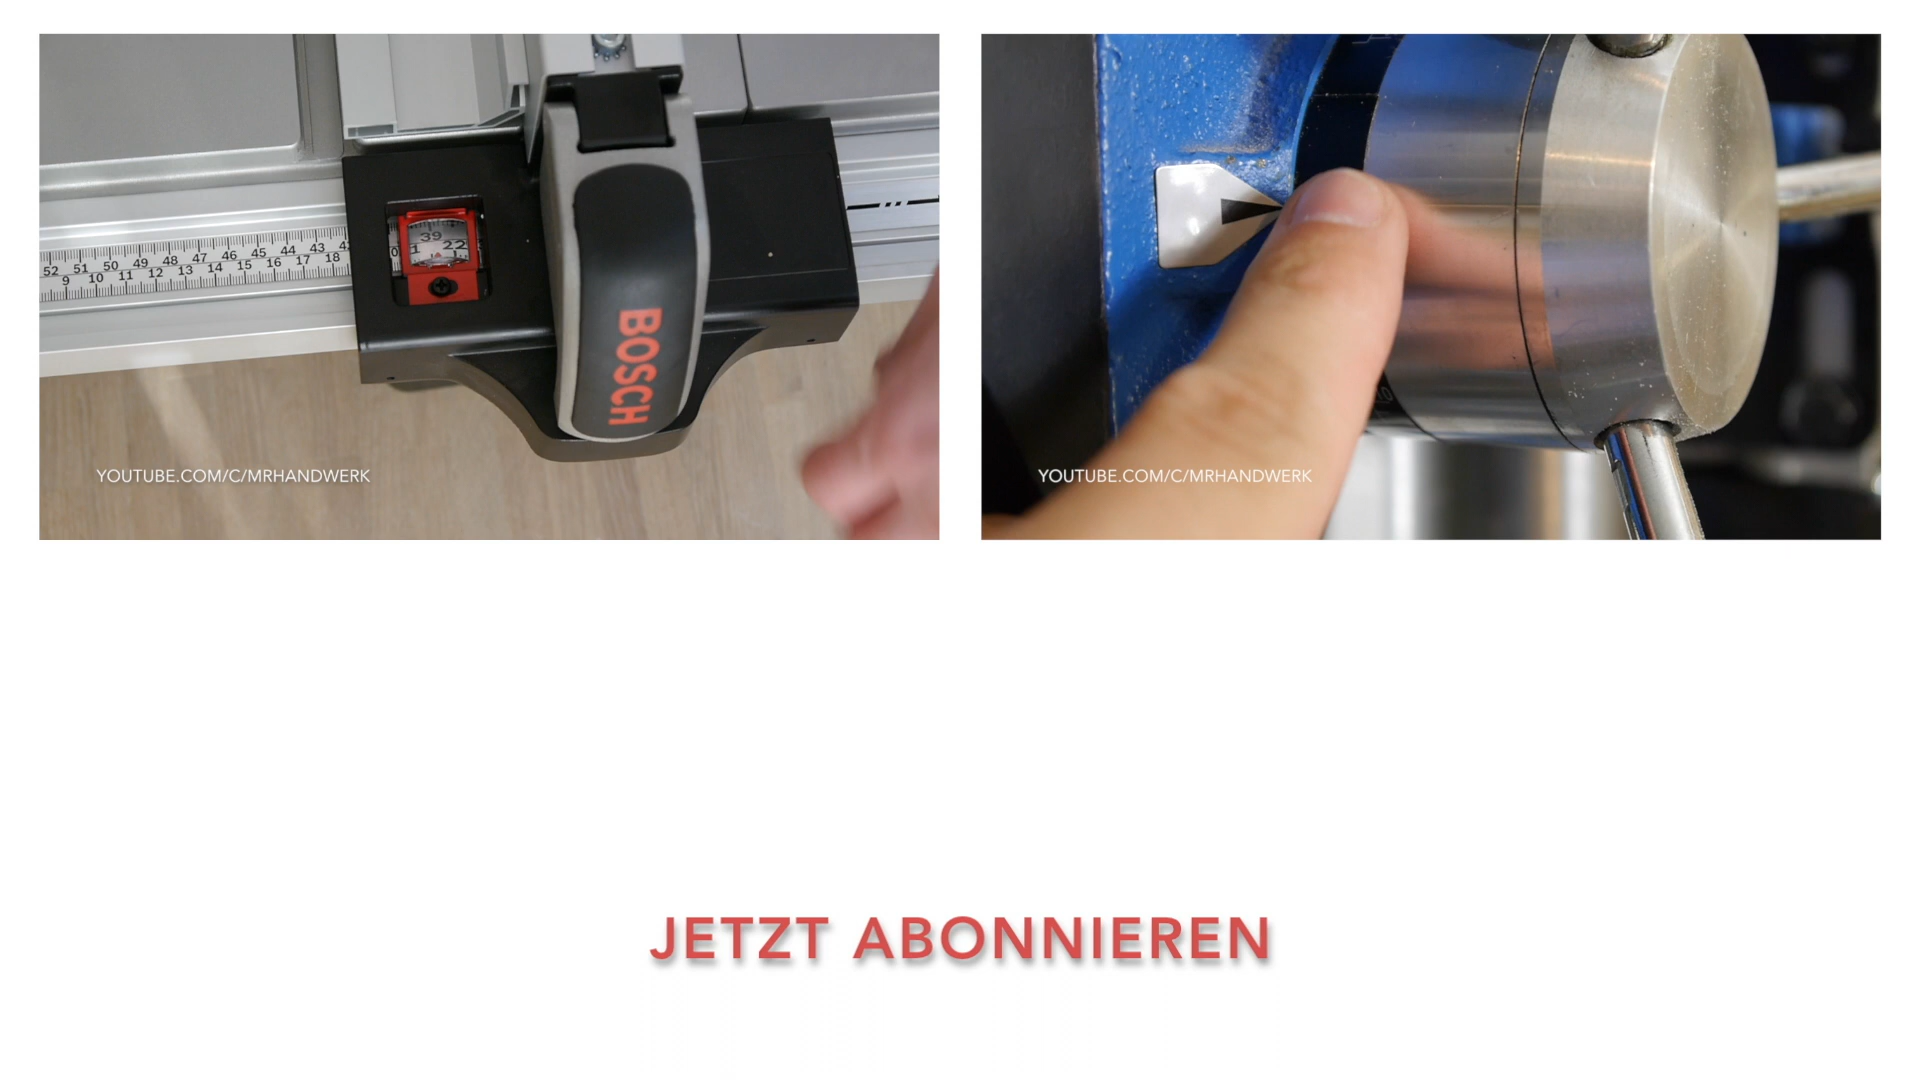 39
1 22
52 51 50 49 48 47 46 45 44 43
9 10 11 12 13 14 15 16 17 18
BOSCH
YOUTUBE.COM/C/MRHANDWERK
YOUTUBE.COM/C/MRHANDWERK
JETZT ABONNIEREN